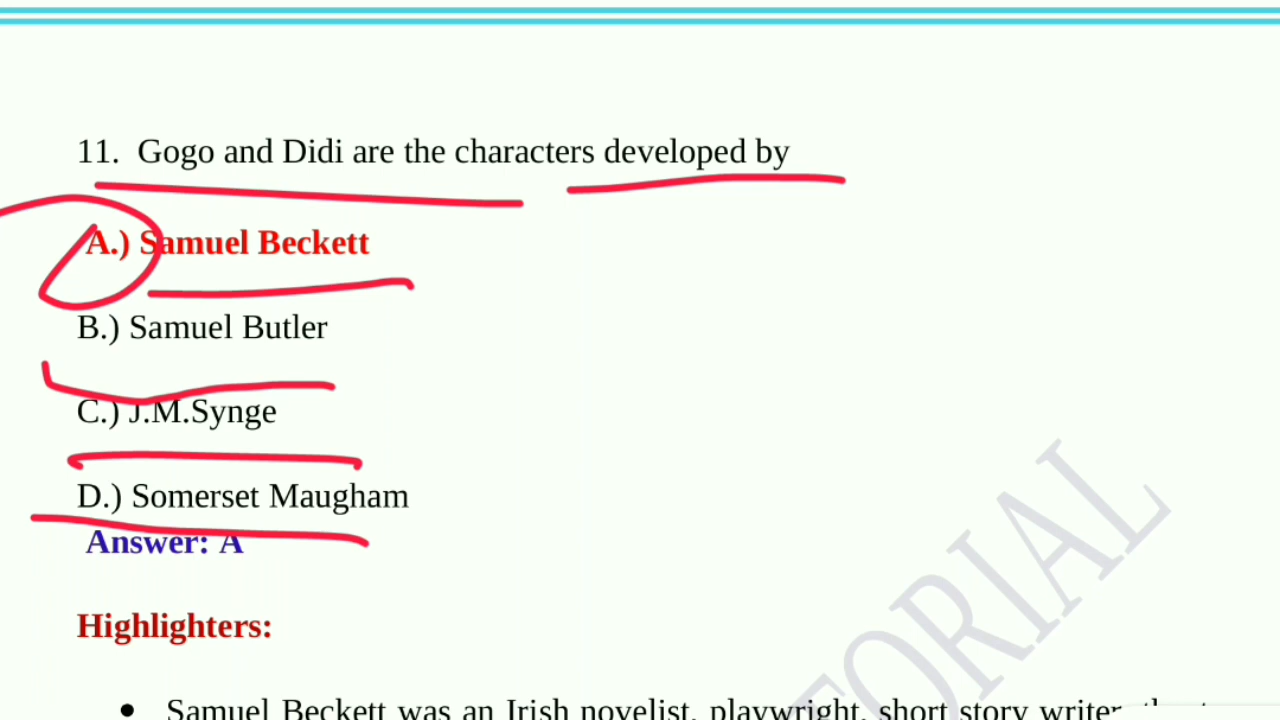 11. Gogo and Didi are the characters developed by
A.) Samuel Beckett
B.) Samuel Butler
C.) J.M.Synge
D.) Somerset Maugham
Answer: A
Highlighters:
• Samuel Beckett was an Irish novelist, playwright, short story writer,
ORIAL